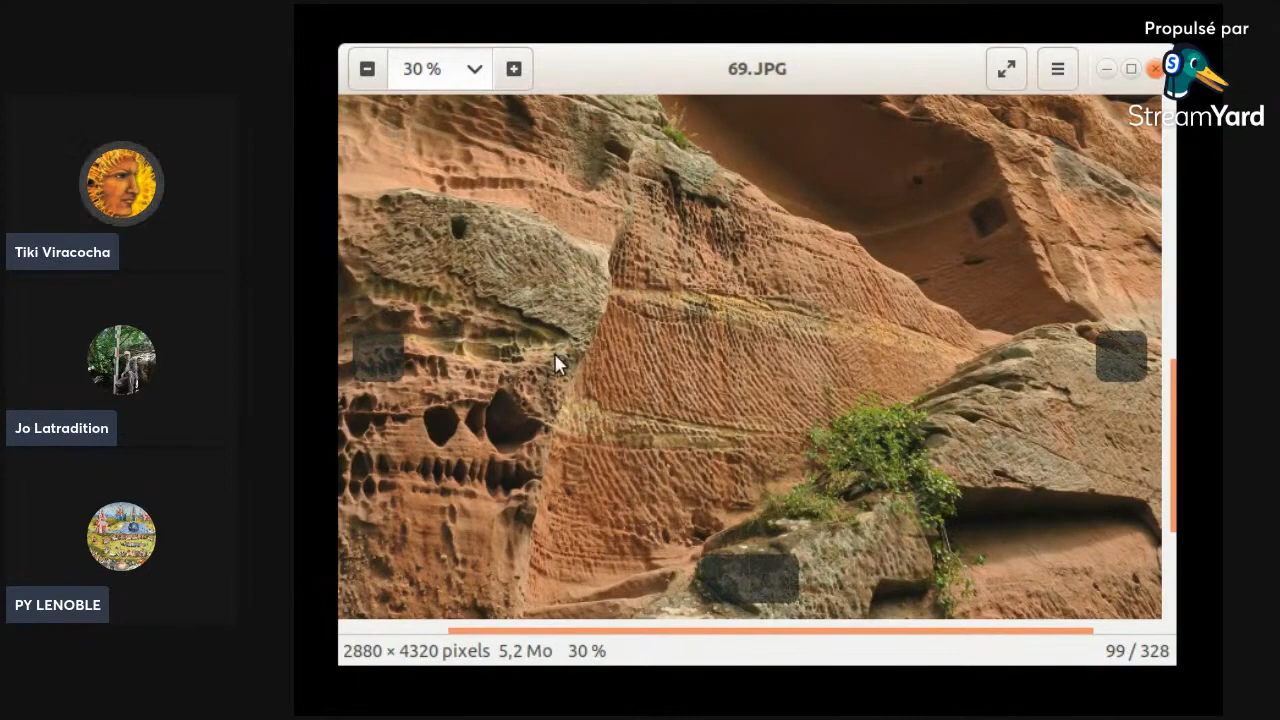 Propulsé par
StreamYard
30 %
69.JPG
Tiki Viracocha
Jo Latradition
PY LENOBLE
2880 × 4320 pixels 5,2 Mo 30 %
99 / 328